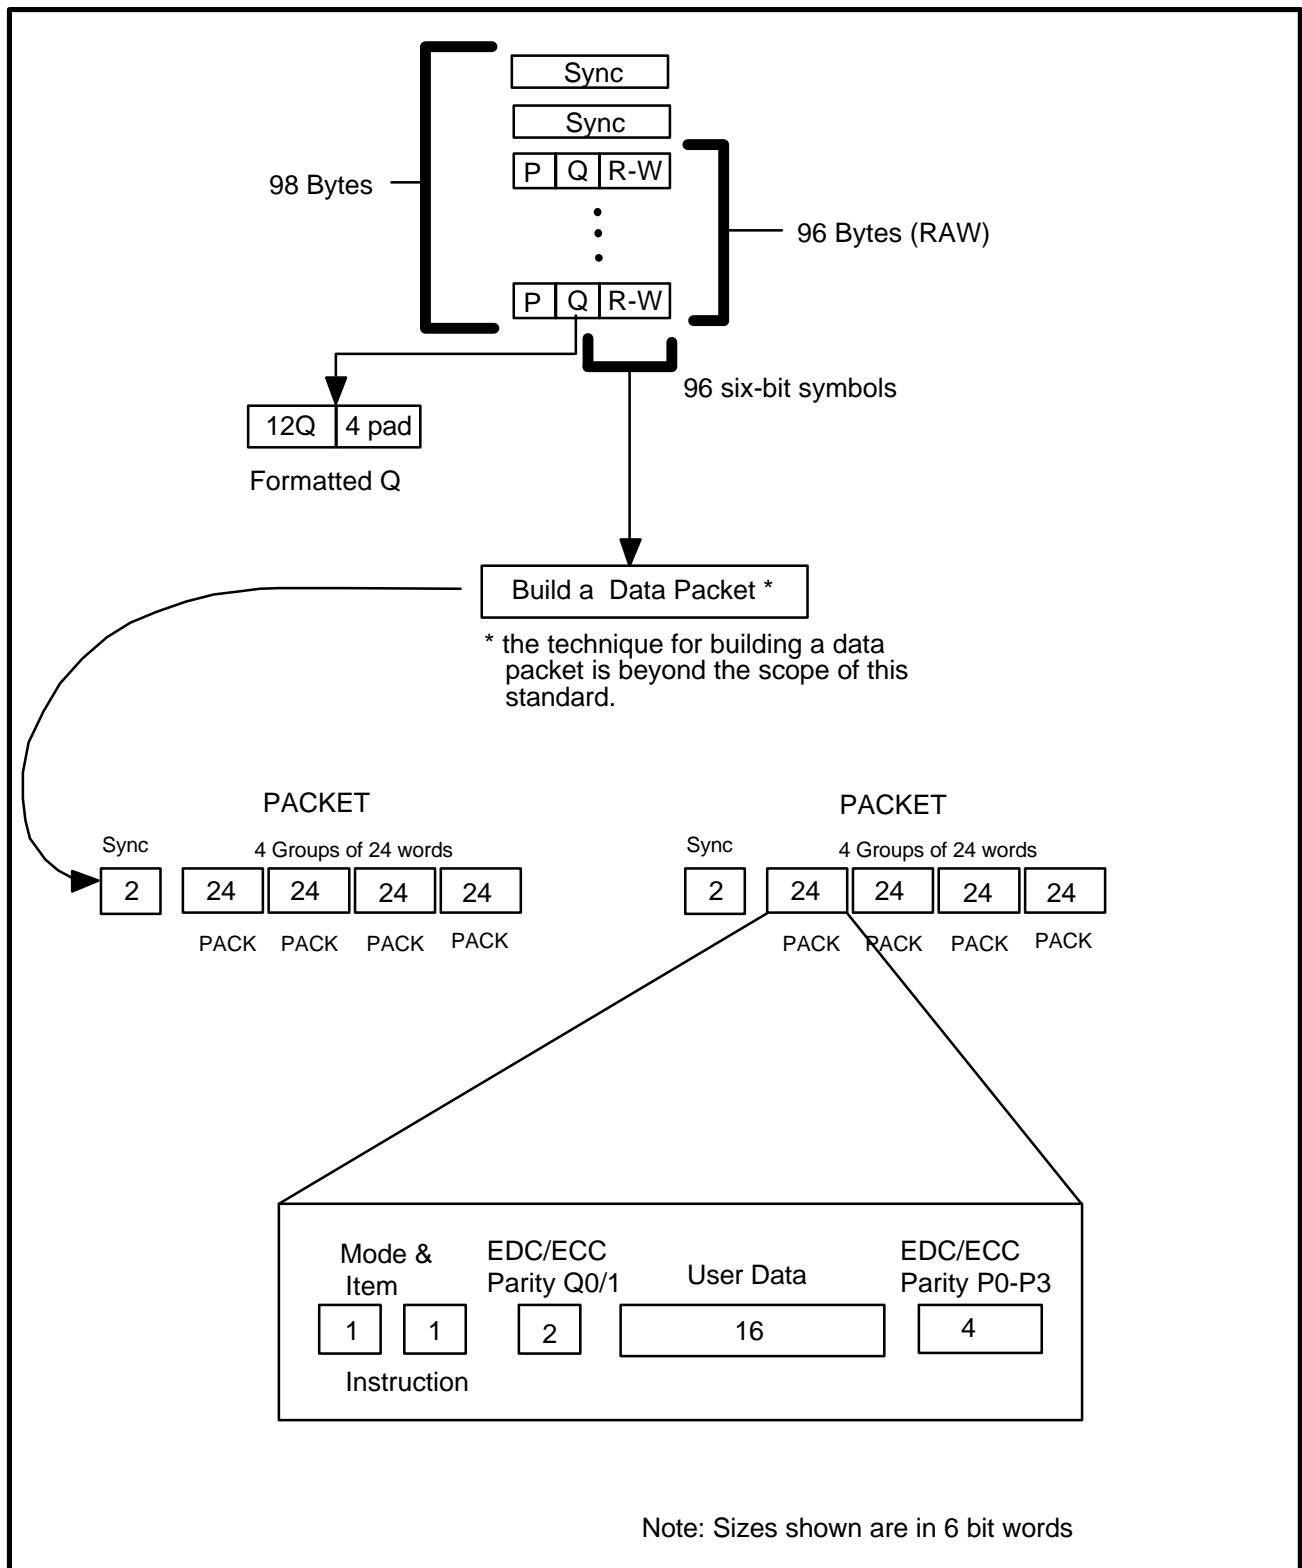 Sync
Sync
P Q R-W
98 Bytes
96 Bytes (RAW)
P Q R-W
96 six-bit symbols
12Q 4 pad
Formatted Q
Build a Data Packet *
* the technique for building a data
packet is beyond the scope of this
standard.
PACKET
Sync 4 Groups of 24 words
2 24 24 24 24
PACK PACK PACK PACK
PACKET
Sync 4 Groups of 24 words
2 24 24 24 24
PACK PACK PACK PACK
Mode &
Item
1 1
Instruction
EDC/ECC
Parity Q0/1
2
User Data
16
EDC/ECC
Parity P0-P3
4
Note: Sizes shown are in 6 bit words